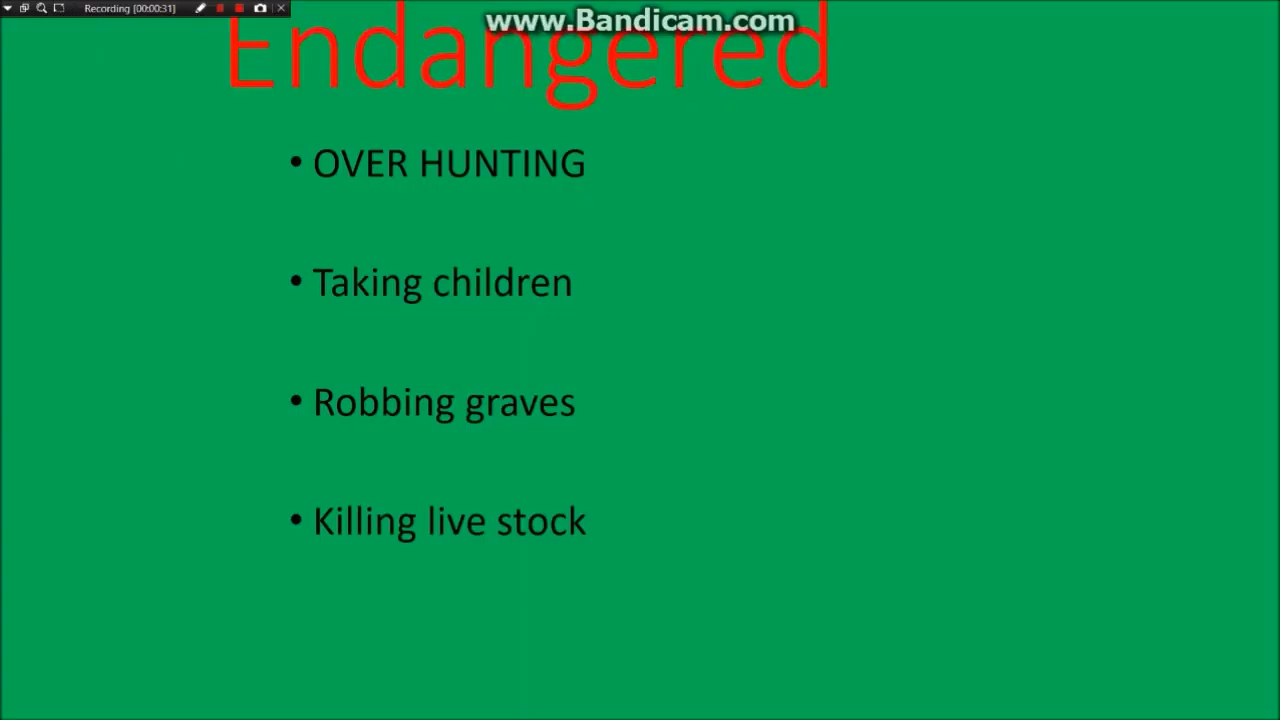 Recording [00:00:31]
www.Bandicam.com
Endangered
• OVER HUNTING
• Taking children
• Robbing graves
• Killing live stock